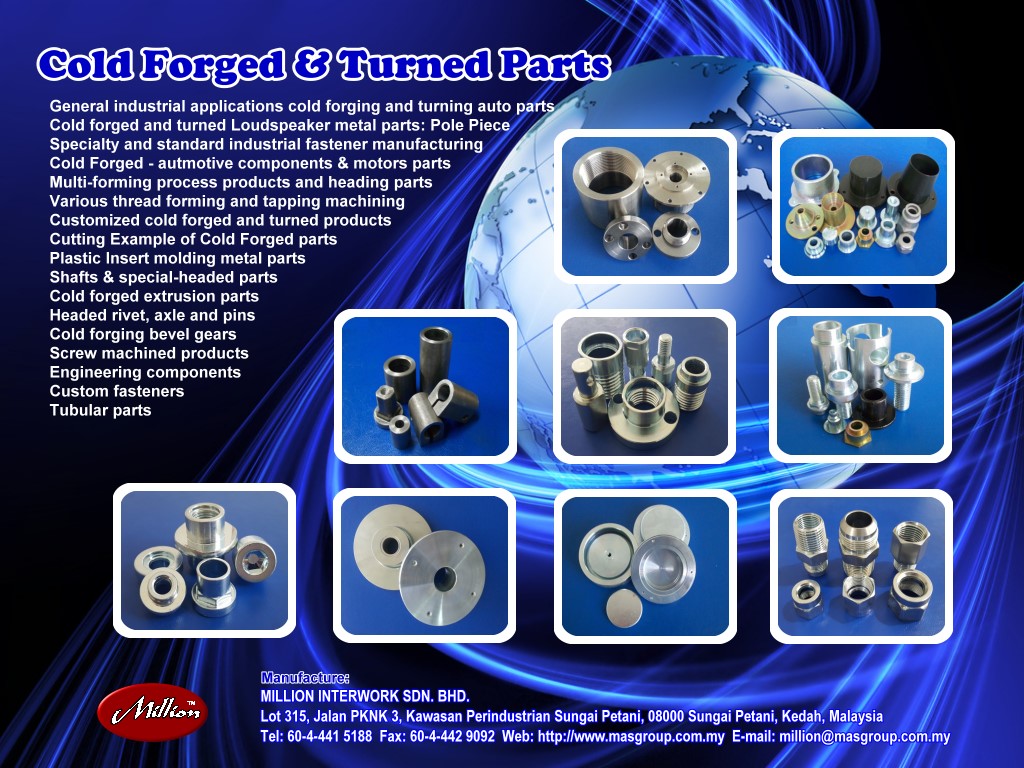 Cold Forged & Turned Parts
General industrial applications cold forging and turning auto parts
Cold forged and turned Loudspeaker metal parts: Pole Piece
Specialty and standard industrial fastener manufacturing
Cold Forged - autmotive components & motors parts
Multi-forming process products and heading parts
Various thread forming and tapping machining
Customized cold forged and turned products
Cutting Example of Cold Forged parts
Plastic Insert molding metal parts
Shafts & special-headed parts
Cold forged extrusion parts
Headed rivet, axle and pins
Cold forging bevel gears
Screw machined products
Engineering components
Custom fasteners
Tubular parts
Million TM
Manufacture:
MILLION INTERWORK SDN. BHD.
Lot 315, Jalan PKNK 3, Kawasan Perindustrian Sungai Petani, 08000 Sungai Petani, Kedah, Malaysia
Tel: 60-4-441 5188 Fax: 60-4-442 9092 Web: http://www.masgroup.com.my E-mail: million@masgroup.com.my